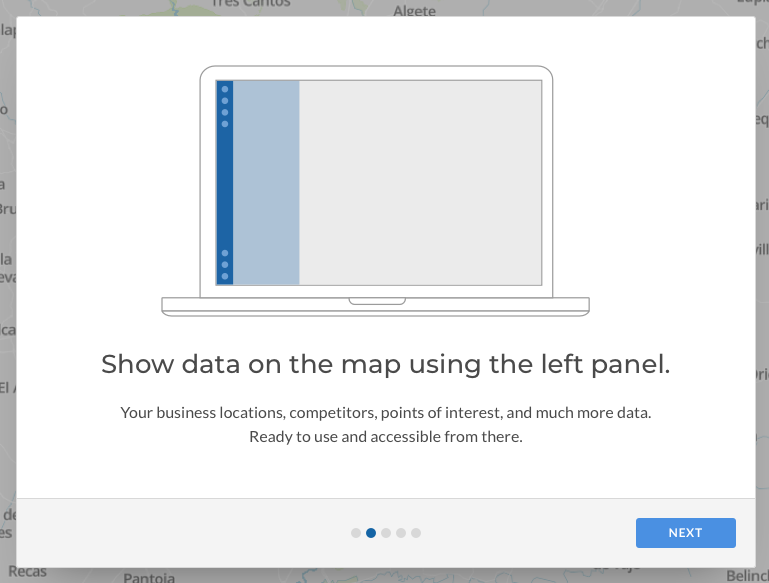 Tres Cantos
Algete
Show data on the map using the left panel.
Your business locations, competitors, points of interest, and much more data.
Ready to use and accessible from there.
NEXT
Recas
Pantoja